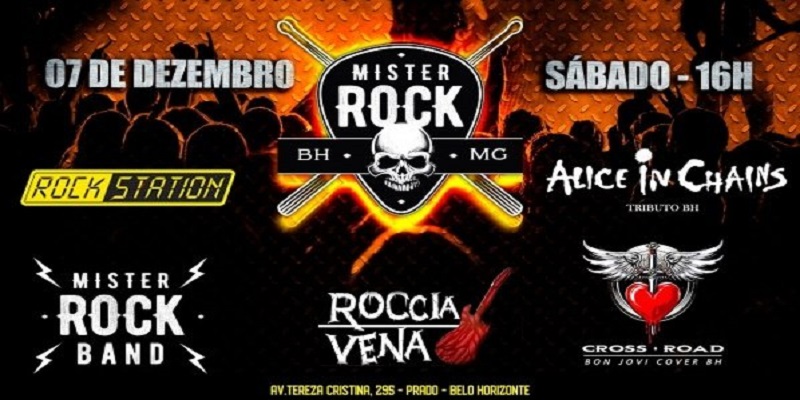 07 DE DEZEMBRO
MISTER
ROCK
BH • MG
SÁBADO - 16H
ROCK STATION
ALICE IN CHAINS
TRIBUTO BH
MISTER
• ROCK •
BAND
ROCCIA
VENA
CROSS • ROAD
BON JOVI COVER BH
AV.TEREZA CRISTINA, 295 - PRADO - BELO HORIZONTE